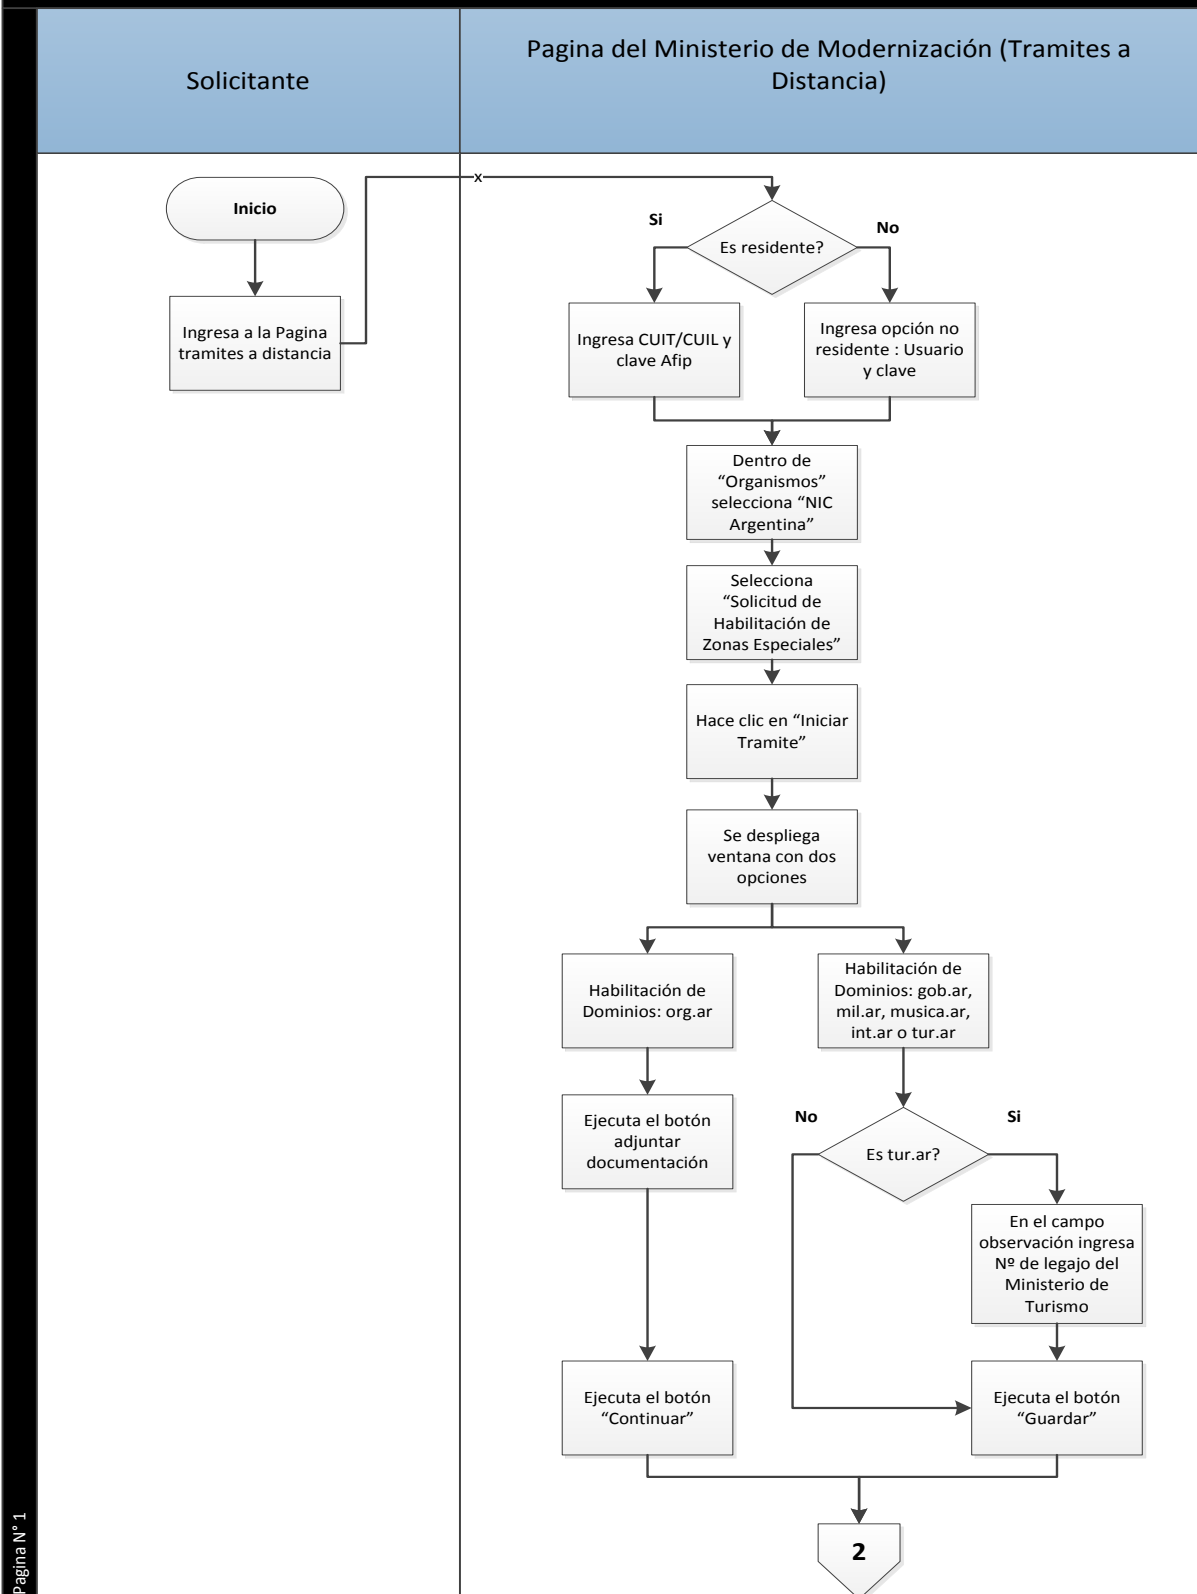 Solicitante
Pagina del Ministerio de Modernización (Tramites a
Distancia)
Inicio
Ingresa a la Pagina
tramites a distancia
x
Es residente?
Si
No
Ingresa CUIT/CUIL y
clave Afip
Ingresa opción no
residente : Usuario
y clave
Dentro de
“Organismos”
selecciona “NIC
Argentina”
Selecciona
“Solicitud de
Habilitación de
Zonas Especiales”
Hace clic en “Iniciar
Tramite”
Se despliega
ventana con dos
opciones
Habilitación de
Dominios: org.ar
Habilitación de
Dominios: gob.ar,
mil.ar, musica.ar,
int.ar o tur.ar
Ejecuta el botón
adjuntar
documentación
No
Si
Es tur.ar?
En el campo
observación ingresa
Nº de legajo del
Ministerio de
Turismo
Ejecuta el botón
“Continuar”
Ejecuta el botón
“Guardar”
2
Pagina N° 1